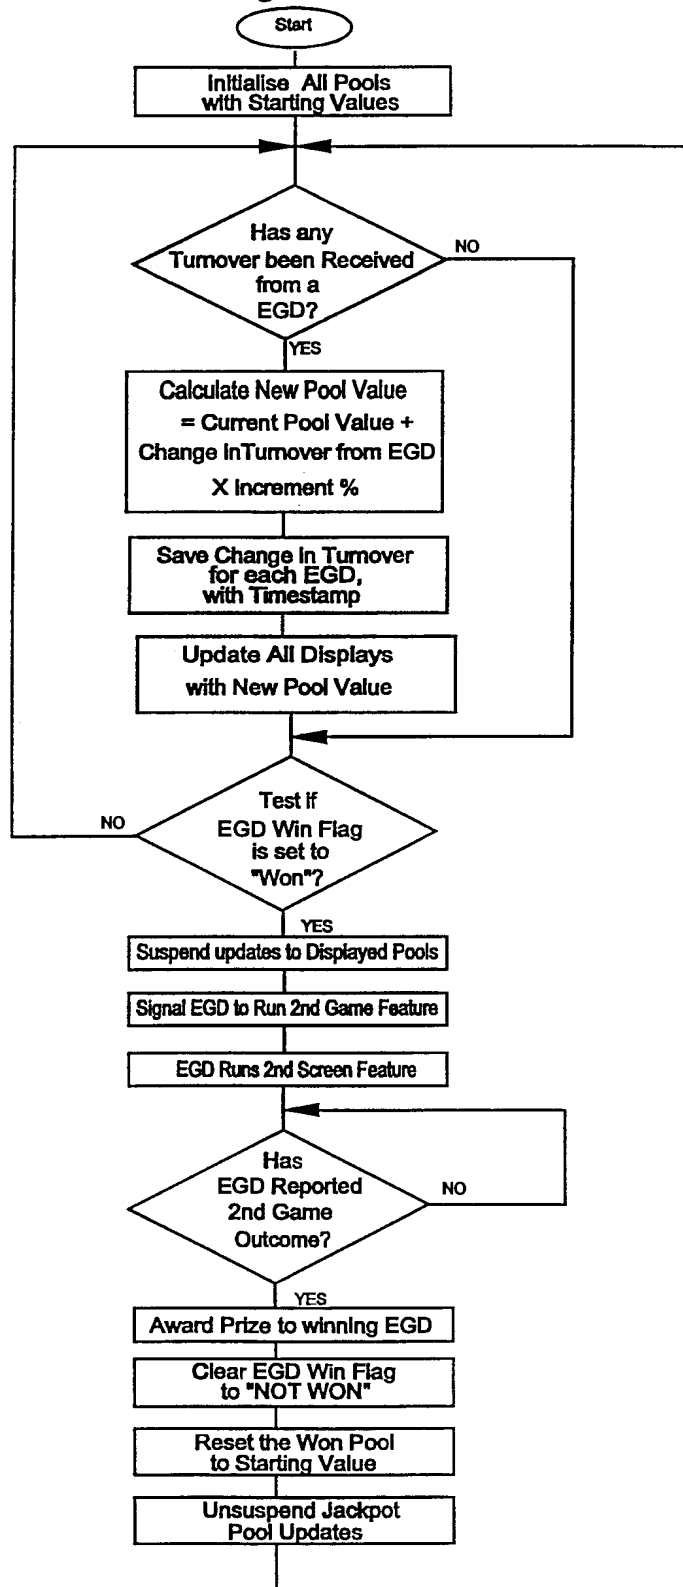 Start
Initialise All Pools
with Starting Values
Has any
Turnover been Received
from a
EGD?
NO
YES
Calculate New Pool Value
= Current Pool Value +
Change inTurnover from EGD
X Increment %
Save Change in Turnover
for each EGD,
with Timestamp
Update All Displays
with New Pool Value
Test if
EGD Win Flag
is set to
"Won"?
NO
YES
Suspend updates to Displayed Pools
Signal EGD to Run 2nd Game Feature
EGD Runs 2nd Screen Feature
Has
EGD Reported
2nd Game
Outcome?
NO
YES
Award Prize to winning EGD
Clear EGD Win Flag
to "NOT WON"
Reset the Won Pool
to Starting Value
Unsuspend Jackpot
Pool Updates